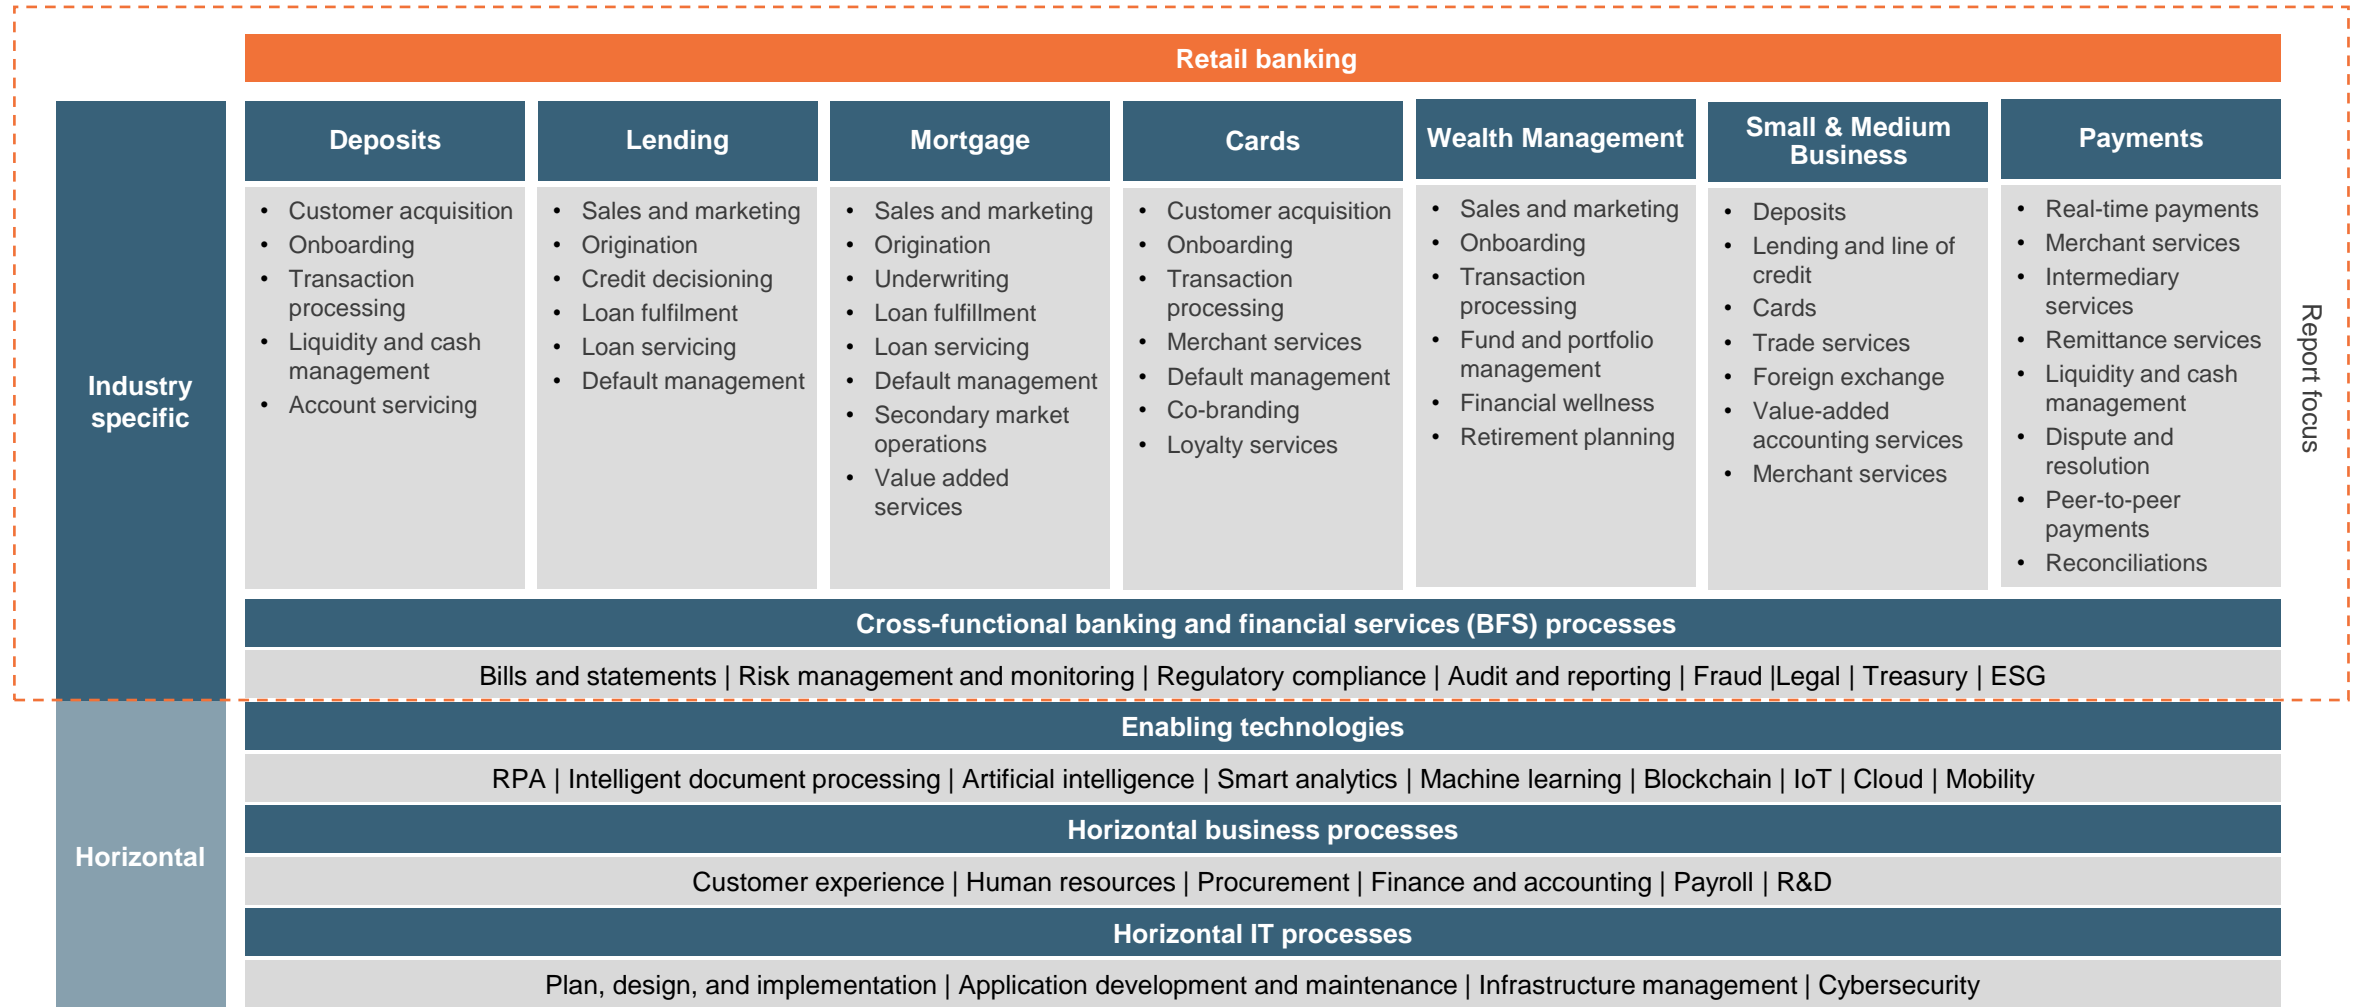 Retail banking
Industry
specific
Deposits
• Customer acquisition
• Onboarding
• Transaction
processing
• Liquidity and cash
management
• Account servicing
Lending
• Sales and marketing
• Origination
• Credit decisioning
• Loan fulfilment
• Loan servicing
• Default management
Mortgage
• Sales and marketing
• Origination
• Underwriting
• Loan fulfillment
• Loan servicing
• Default management
• Secondary market
operations
• Value added
services
Cards
• Customer acquisition
• Onboarding
• Transaction
processing
• Merchant services
• Default management
• Co-branding
• Loyalty services
Wealth Management
• Sales and marketing
• Onboarding
• Transaction
processing
• Fund and portfolio
management
• Financial wellness
• Retirement planning
Small & Medium
Business
• Deposits
• Lending and line of
credit
• Cards
• Trade services
• Foreign exchange
• Value-added
accounting services
• Merchant services
Payments
• Real-time payments
• Merchant services
• Intermediary
services
• Remittance services
• Liquidity and cash
management
• Dispute and
resolution
• Peer-to-peer
payments
• Reconciliations
Report focus
Cross-functional banking and financial services (BFS) processes
Bills and statements | Risk management and monitoring | Regulatory compliance | Audit and reporting | Fraud |Legal | Treasury | ESG
Horizontal
Enabling technologies
RPA | Intelligent document processing | Artificial intelligence | Smart analytics | Machine learning | Blockchain | IoT | Cloud | Mobility
Horizontal business processes
Customer experience | Human resources | Procurement | Finance and accounting | Payroll | R&D
Horizontal IT processes
Plan, design, and implementation | Application development and maintenance | Infrastructure management | Cybersecurity